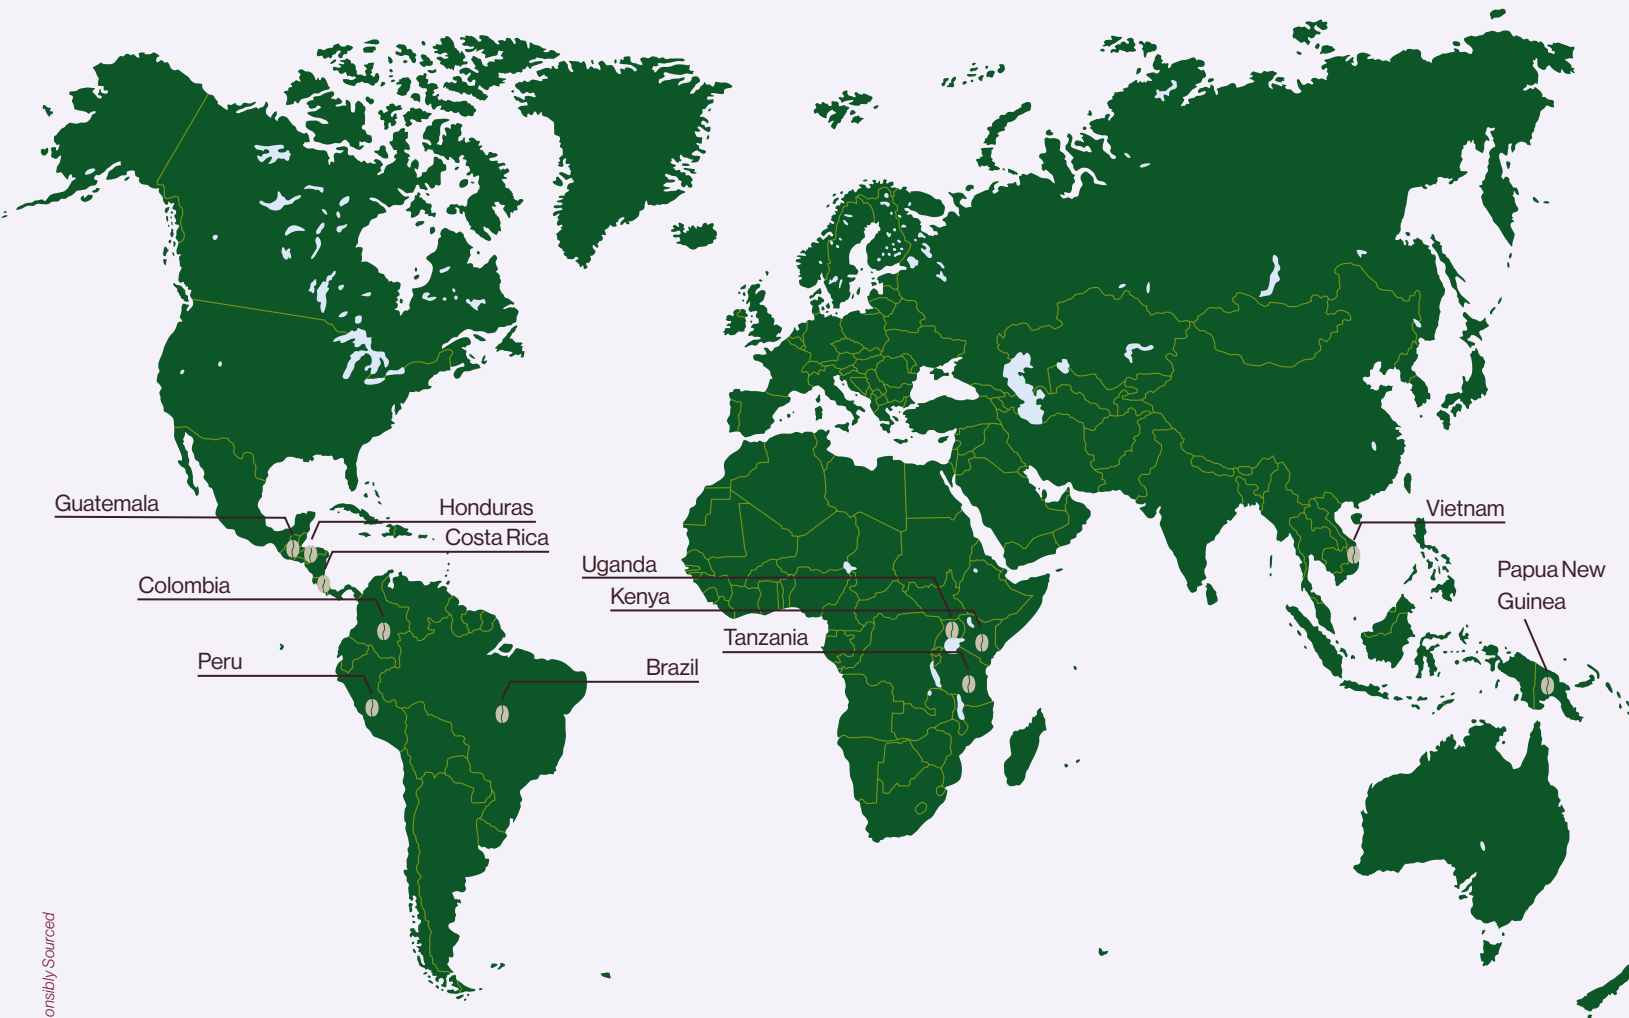 Guatemala
Honduras
Costa Rica
Colombia
Peru
Brazil
Uganda
Kenya
Tanzania
Vietnam
Papua New
Guinea
onsibly Sourced